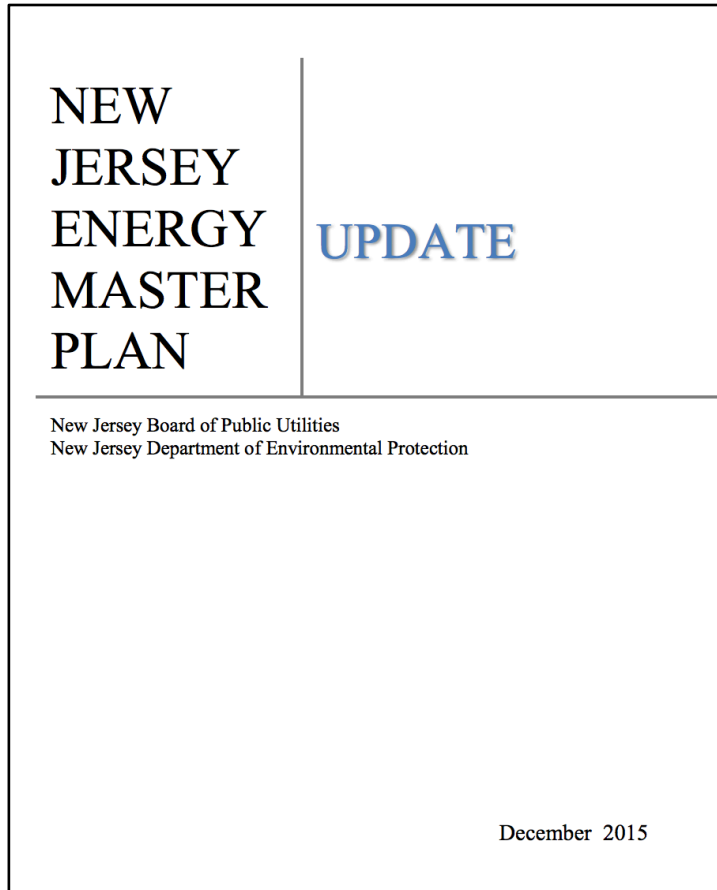 NEW
JERSEY
ENERGY
MASTER
PLAN
UPDATE
New Jersey Board of Public Utilities
New Jersey Department of Environmental Protection
December 2015